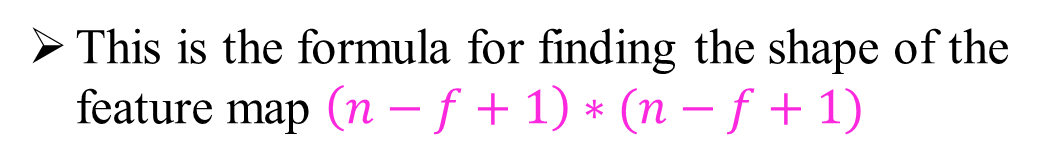 ➢ This is the formula for finding the shape of the
feature map (n − f + 1) ∗ (n − f + 1)